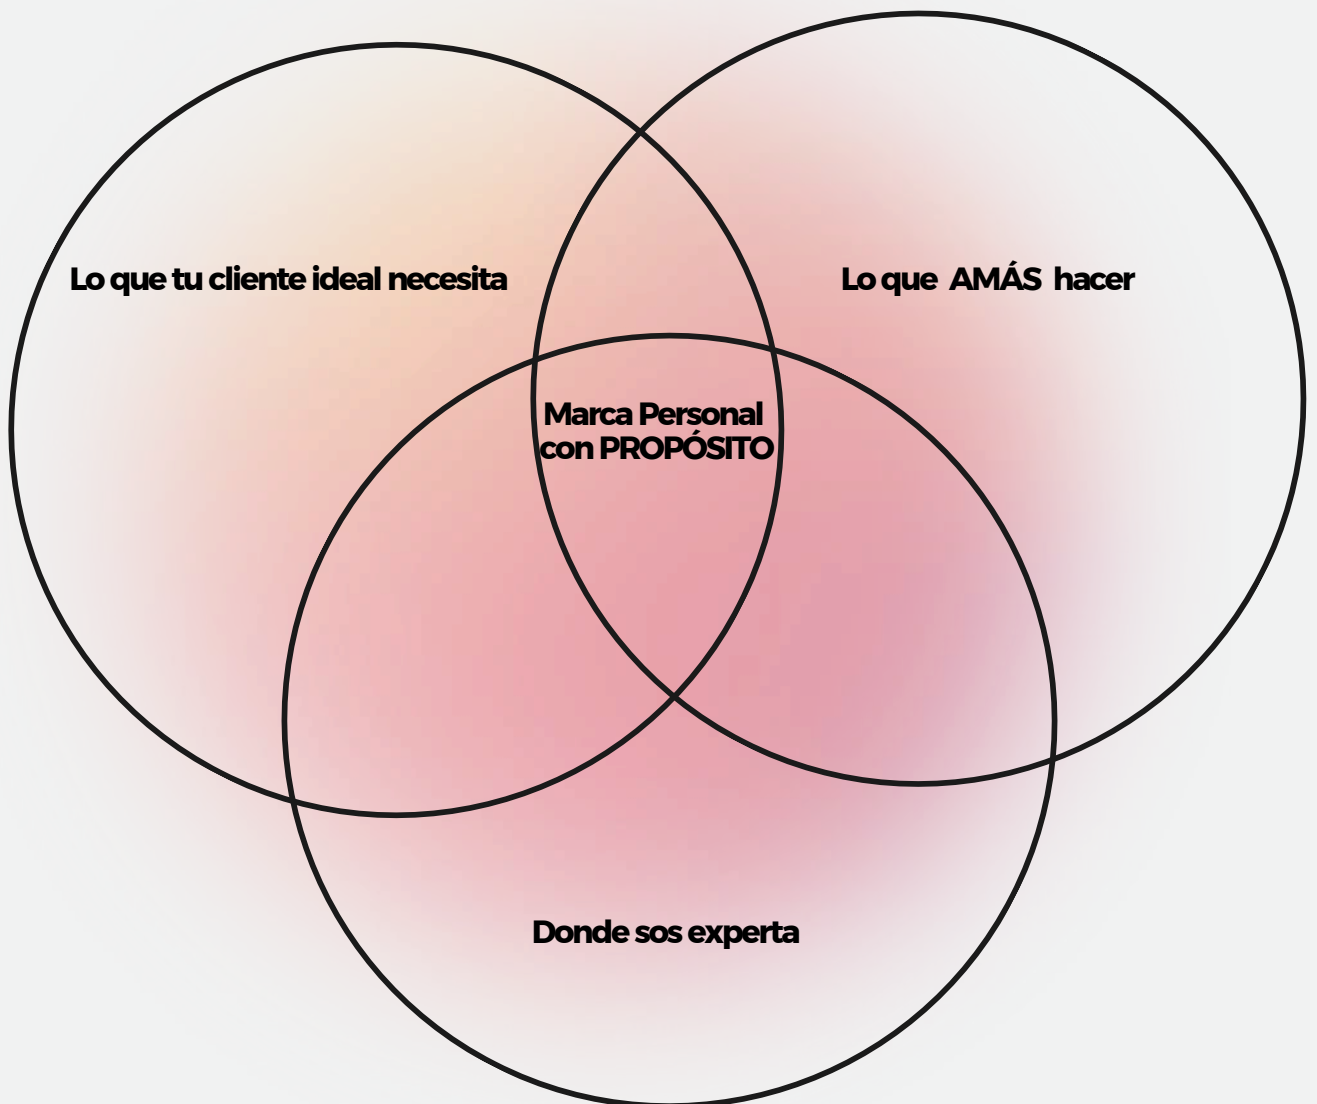 Lo que tu cliente ideal necesita
Lo que AMÁS hacer
Marca Personal
con PROPÓSITO
Donde sos experta